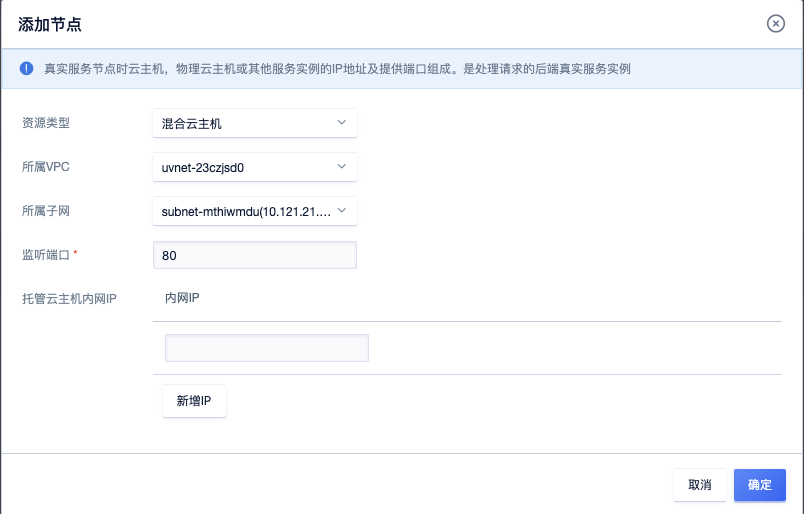 添加节点
真实服务节点时云主机，物理云主机或其他服务实例的IP地址及提供端口组成。是处理请求的后端真实服务实例
资源类型 混合云主机
所属VPC uvnet-23czjsd0
所属子网 subnet-mthiwmdu(10.121.21....
监听端口 * 80
托管云主机内网IP 内网IP
新增IP
取消 确定